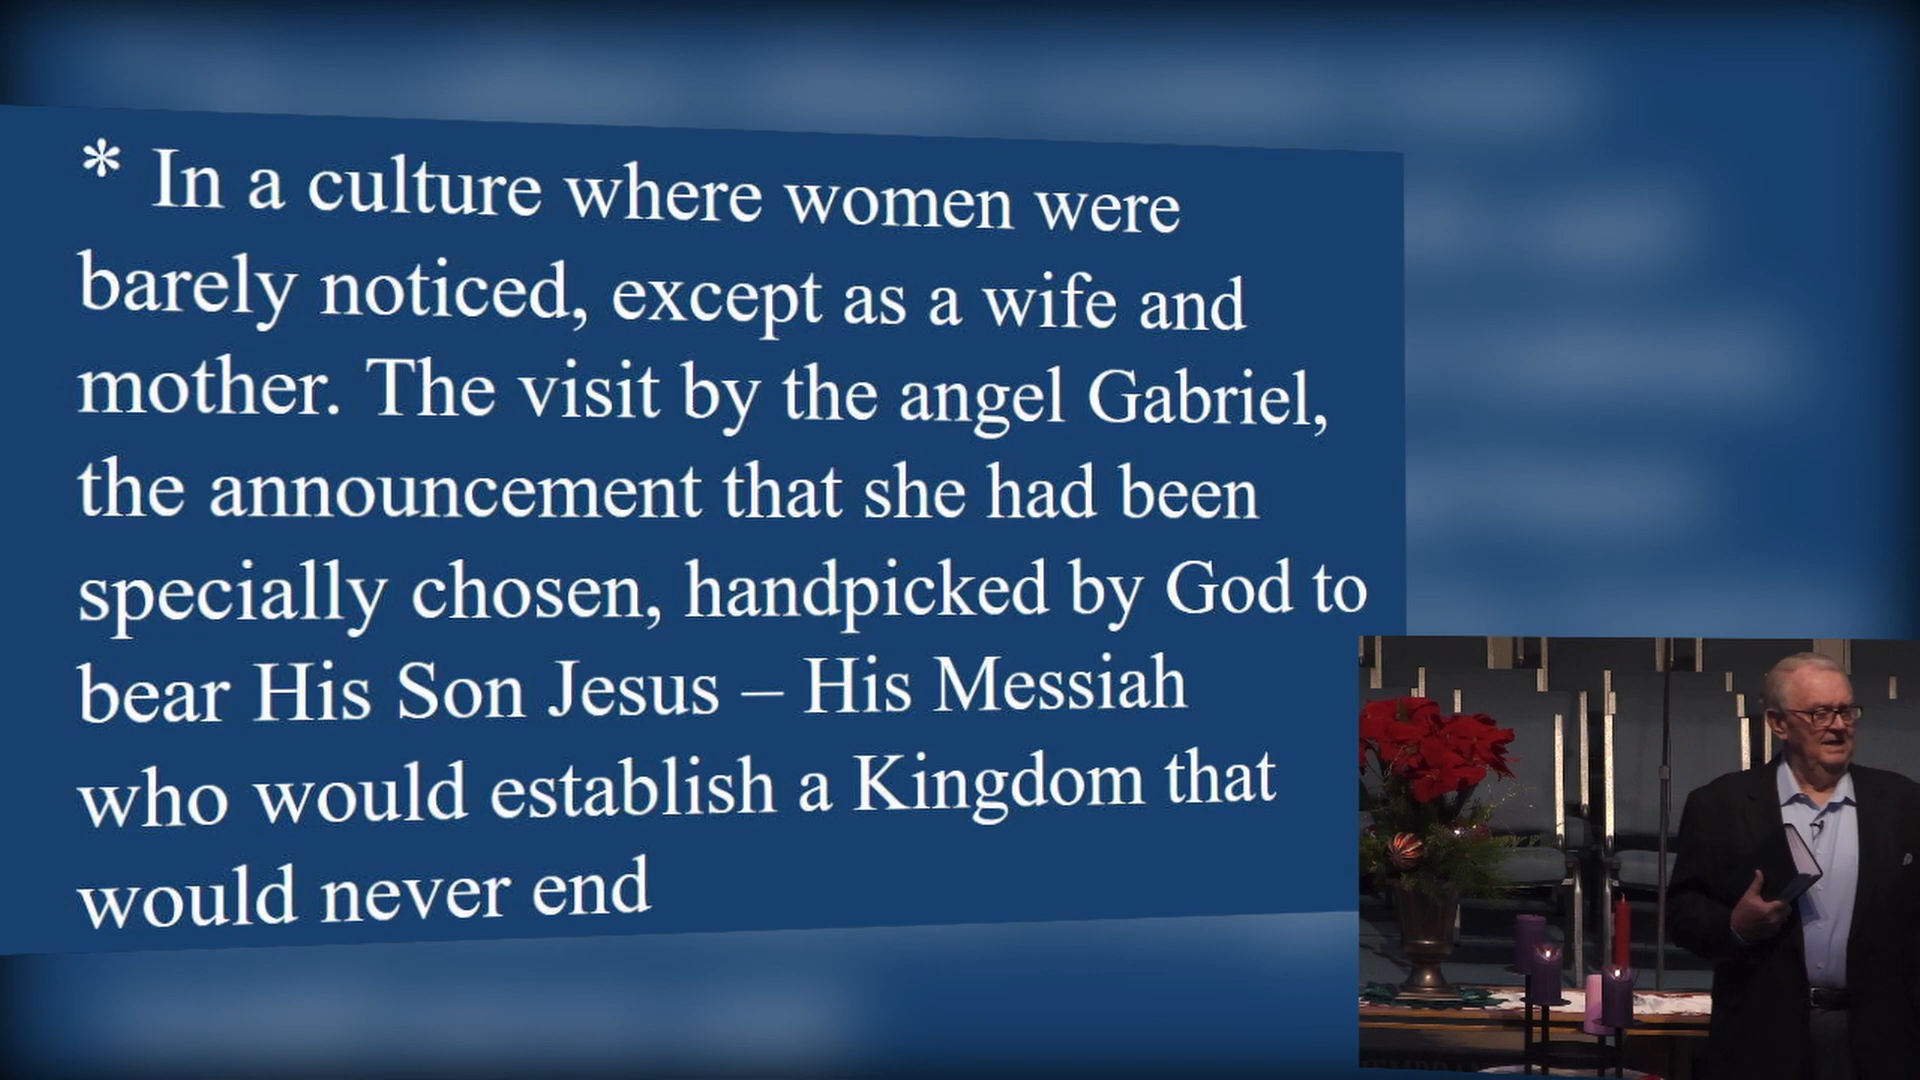 * In a culture where women were
barely noticed, except as a wife and
mother. The visit by the angel Gabriel,
the announcement that she had been
specially chosen, handpicked by God to
bear His Son Jesus – His Messiah
who would establish a Kingdom that
would never end